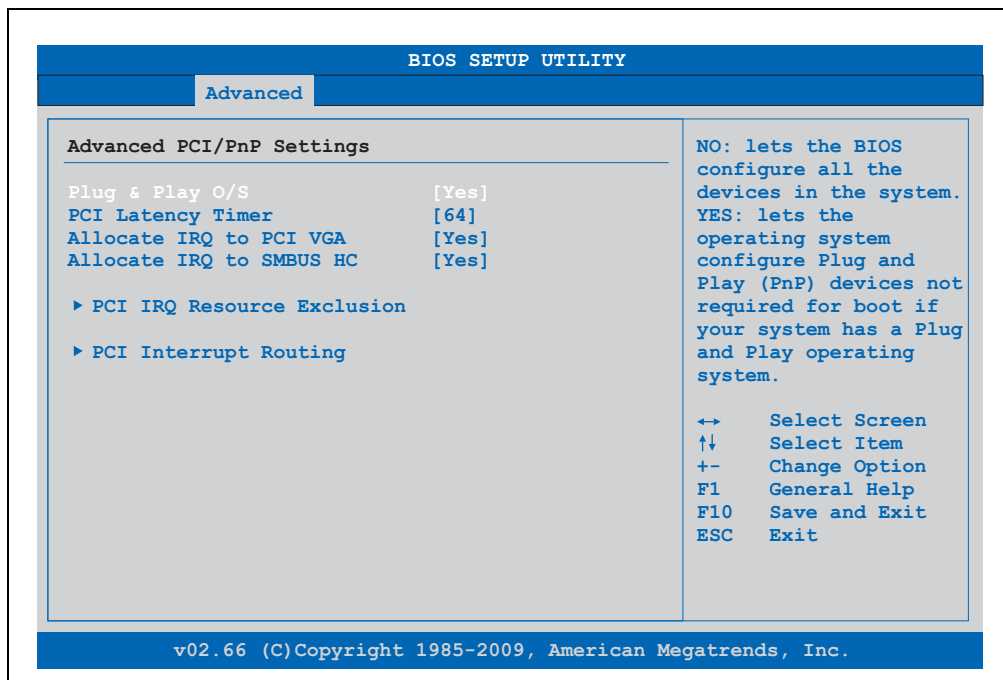 BIOS SETUP UTILITY
Advanced
Advanced PCI/PnP Settings
Plug & Play O/S [Yes]
PCI Latency Timer [64]
Allocate IRQ to PCI VGA [Yes]
Allocate IRQ to SMBUS HC [Yes]
PCI IRQ Resource Exclusion
PCI Interrupt Routing
NO: lets the BIOS
configure all the
devices in the system.
YES: lets the
operating system
configure Plug and
Play (PnP) devices not
required for boot if
your system has a Plug
and Play operating
system.
↔ Select Screen
↑↓ Select Item
+- Change Option
F1 General Help
F10 Save and Exit
ESC Exit
v02.66 (C)Copyright 1985-2009, American Megatrends, Inc.